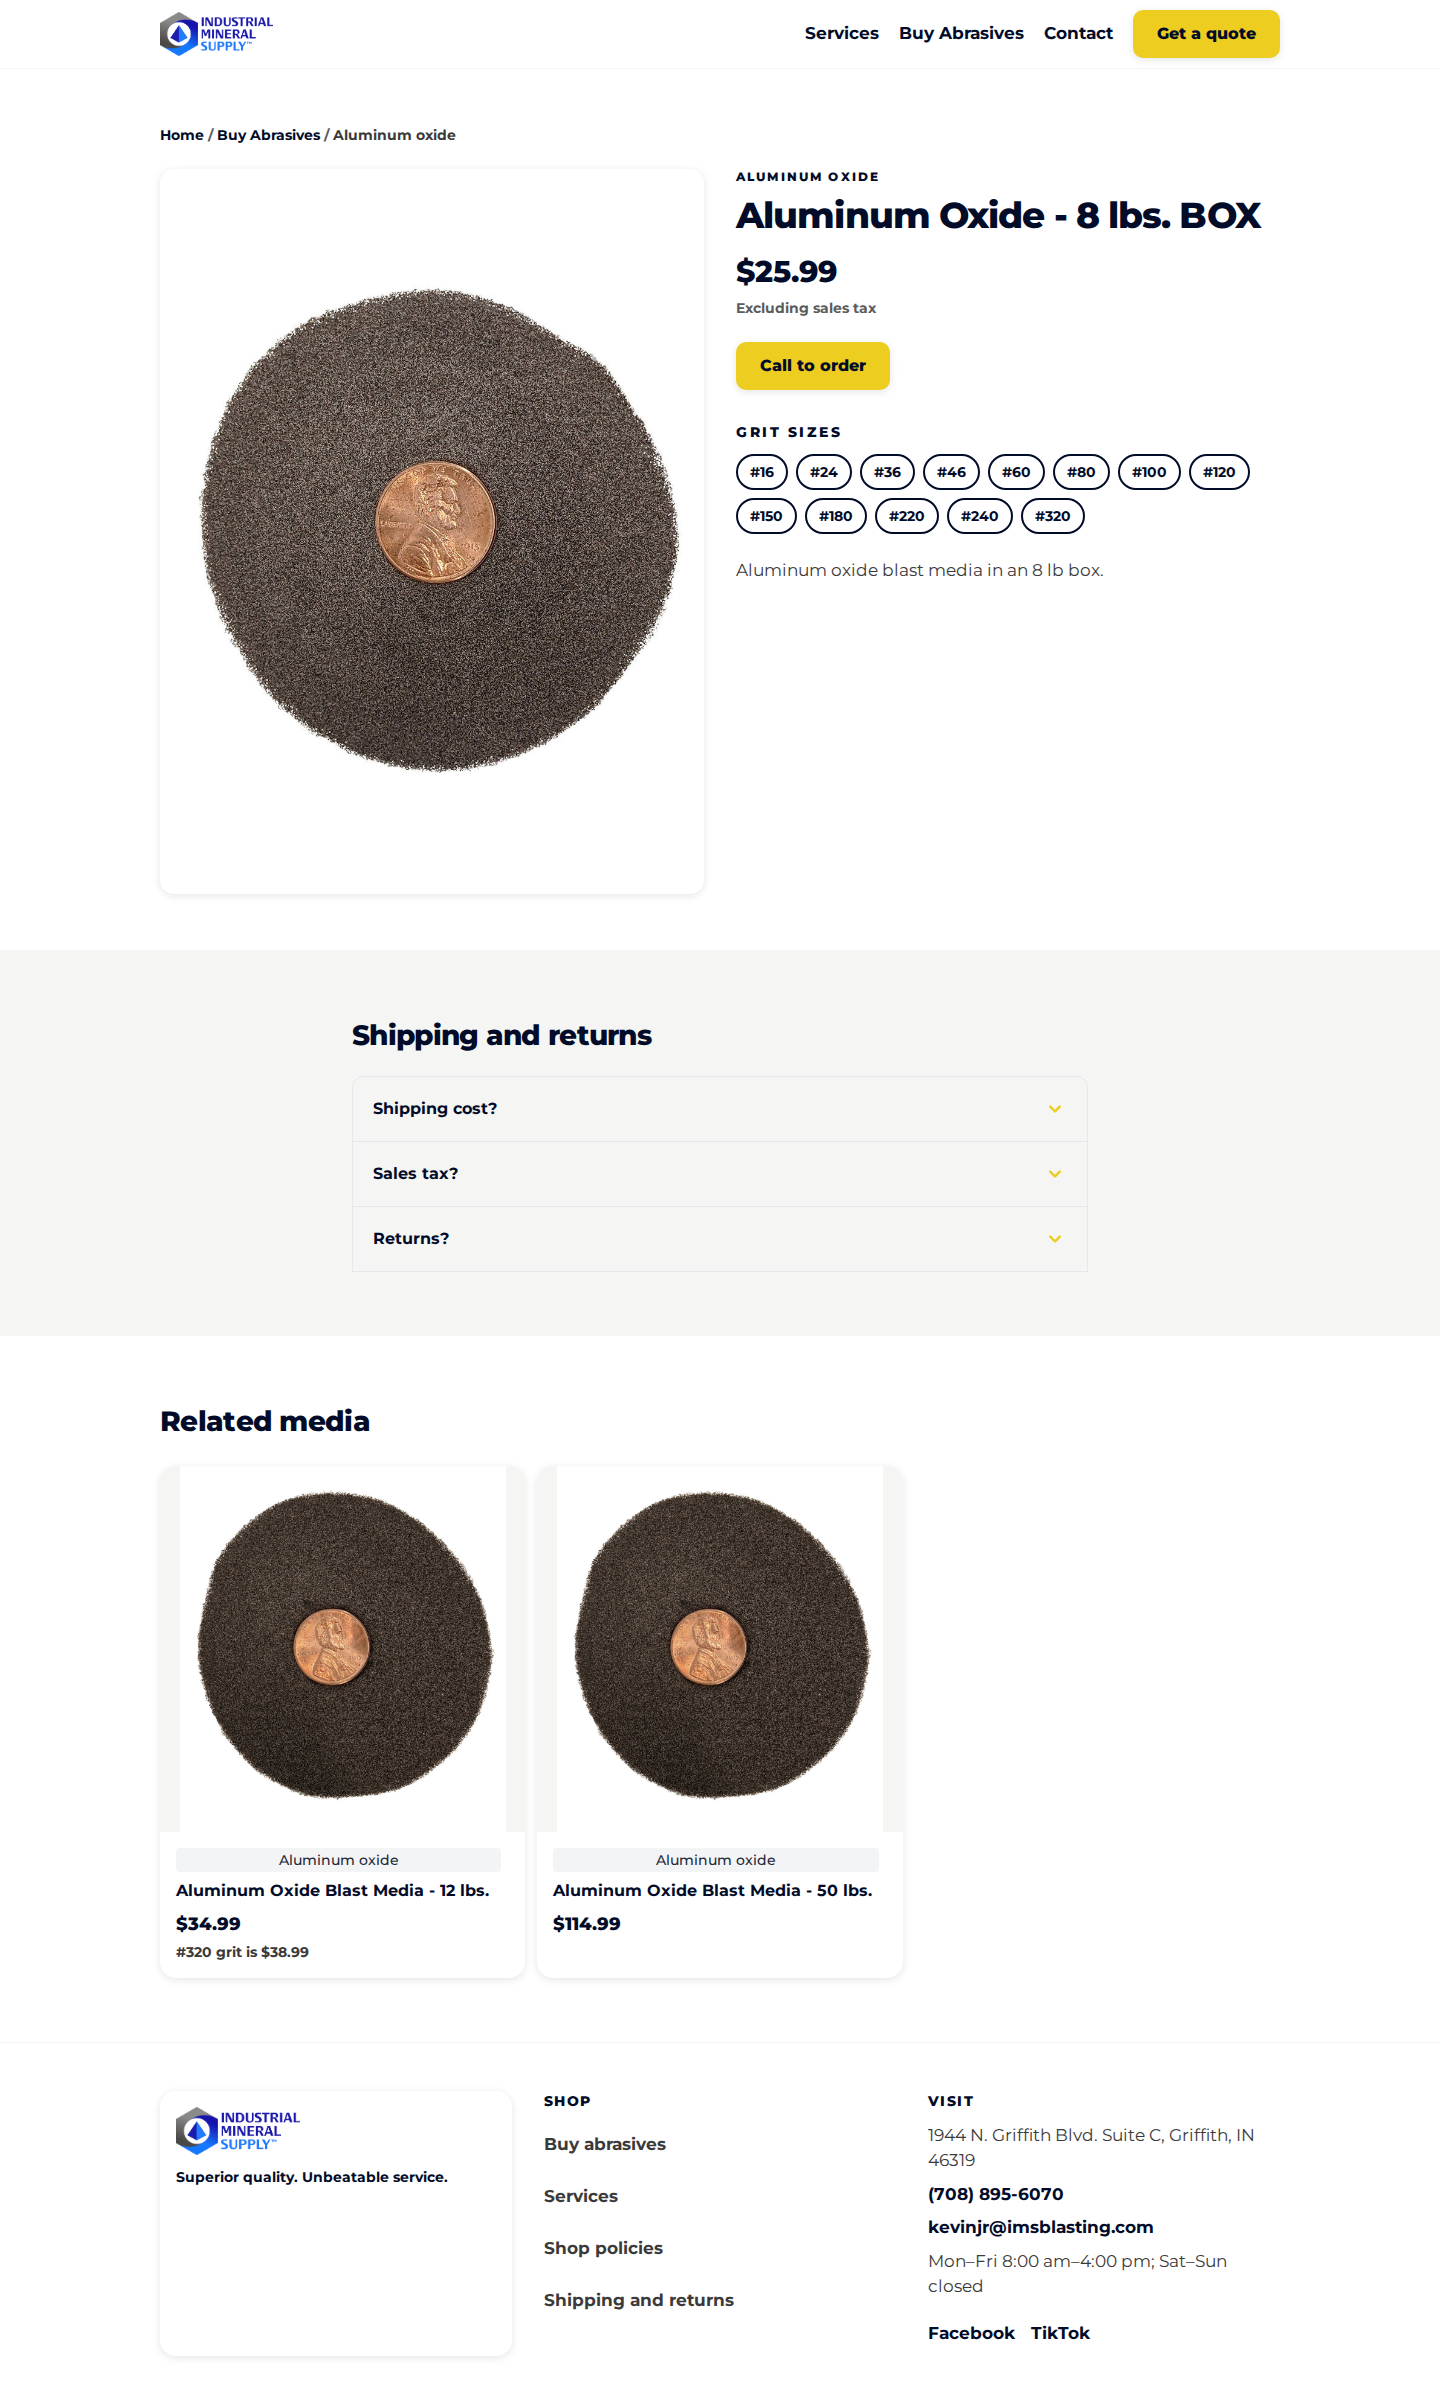 INDUSTRIAL
MINERAL
SUPPLY™
Services
Buy Abrasives
Contact
Get a quote
Home / Buy Abrasives / Aluminum oxide
ALUMINUM OXIDE
Aluminum Oxide - 8 lbs. BOX
$25.99
Excluding sales tax
Call to order
GRIT SIZES
#16
#24
#36
#46
#60
#80
#100
#120
#150
#180
#220
#240
#320
Aluminum oxide blast media in an 8 lb box.
LIBERTY
Shipping and returns
Shipping cost?
Sales tax?
Returns?
Related media
Aluminum oxide
Aluminum Oxide Blast Media - 12 lbs.
$34.99
#320 grit is $38.99
Aluminum oxide
Aluminum Oxide Blast Media - 50 lbs.
$114.99
INDUSTRIAL
MINERAL
SUPPLY™
Superior quality. Unbeatable service.
SHOP
Buy abrasives
Services
Shop policies
Shipping and returns
VISIT
1944 N. Griffith Blvd. Suite C, Griffith, IN
46319
(708) 895-6070
kevinjr@imsblasting.com
Mon–Fri 8:00 am–4:00 pm; Sat–Sun
closed
Facebook
TikTok